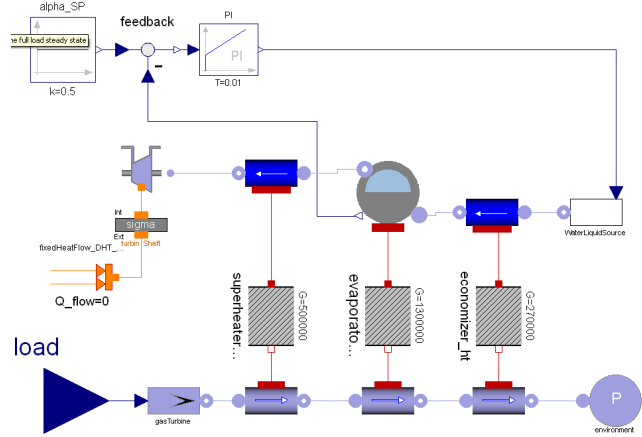 alpha_SP
ne full load steady state
k=0.5
feedback
PI
PI
T=0.01
Int
sigma
Ext
turbin Shaft
fixedHeatFlow_DHT_...
Q_flow=0
superheater...
G=500000
evaporato...
G=1300000
economizer_ht
G=270000
WaterLiquidSource
load
gasTurbine
P
environment